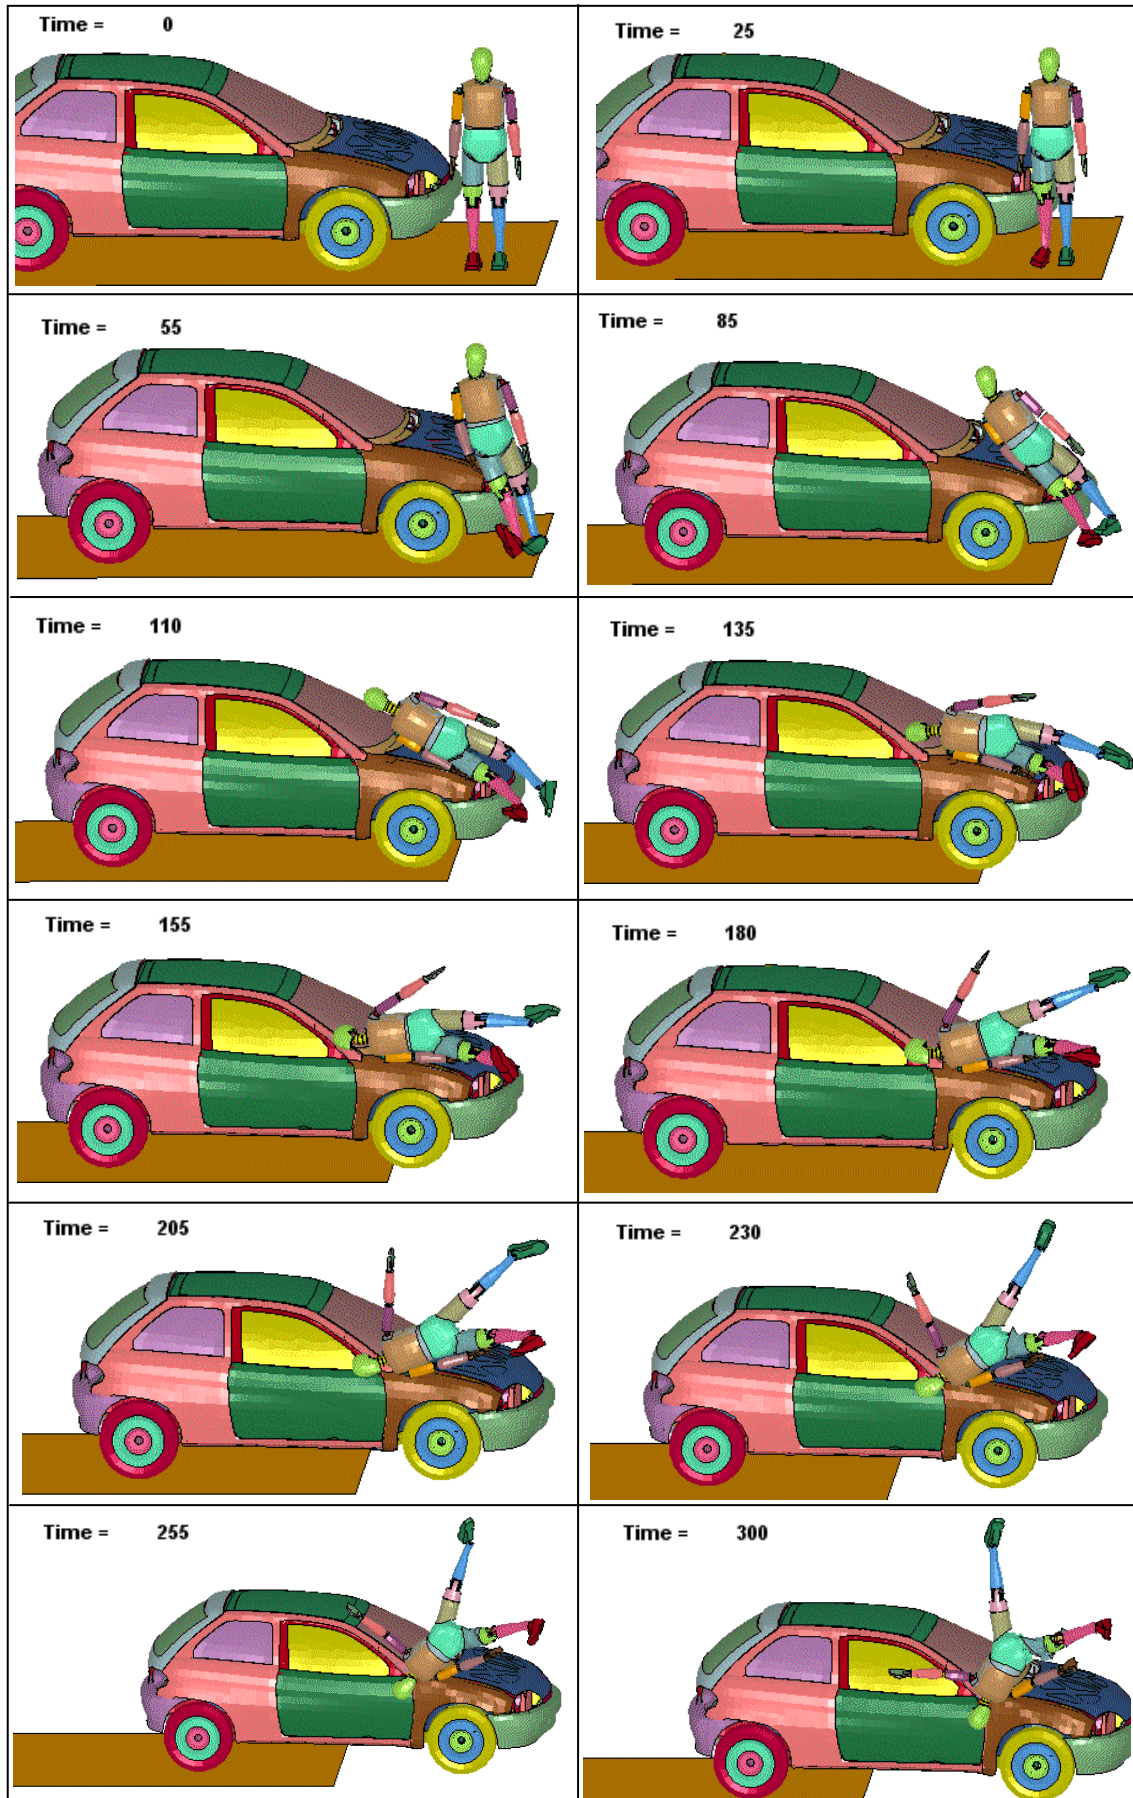 Time = 0
Time = 25
Time = 55
Time = 85
Time = 110
Time = 135
Time = 155
Time = 180
Time = 205
Time = 230
Time = 255
Time = 300